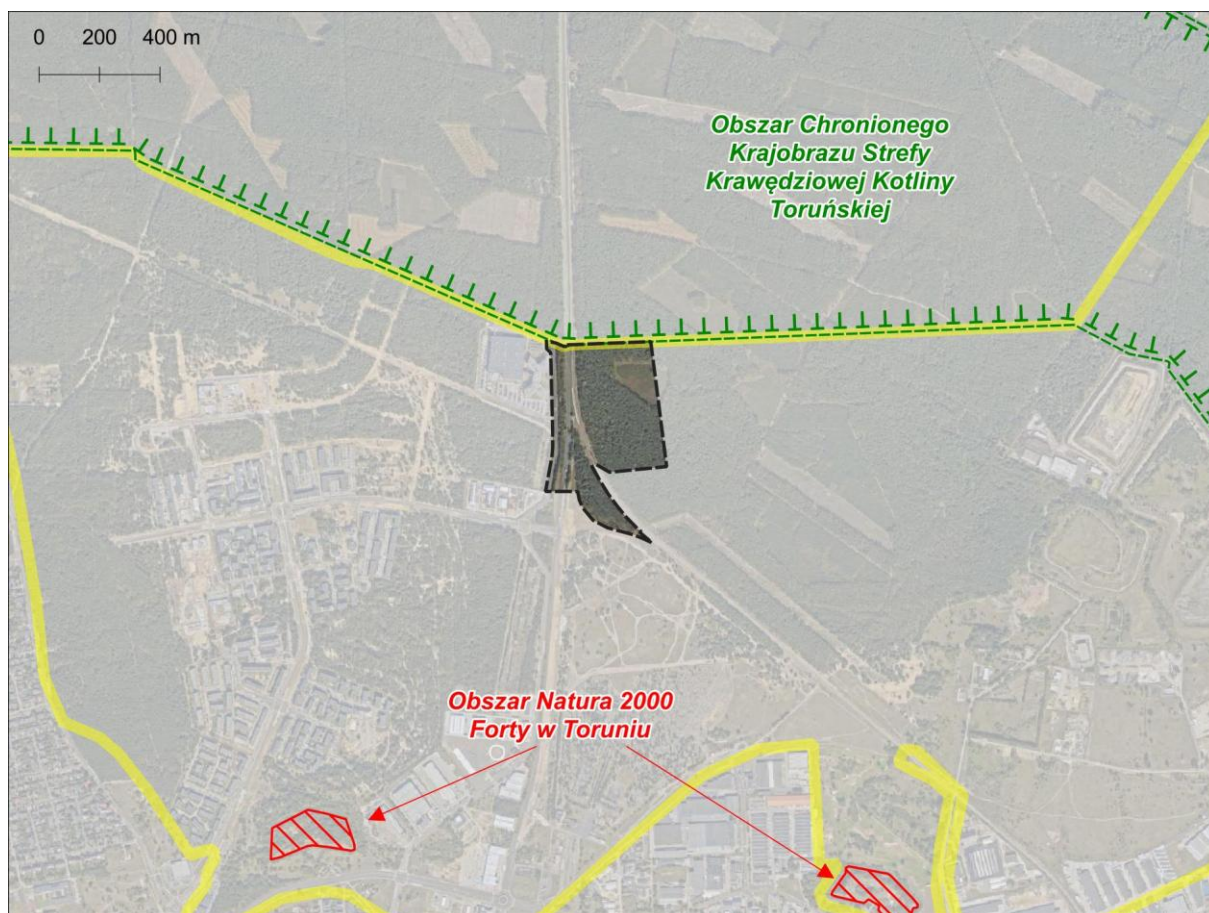 0 200 400 m
Obszar Chronionego
Krajobrazu Strefy
Krawędziowej Kotliny
Toruńskiej
Obszar Natura 2000
Forty w Toruniu